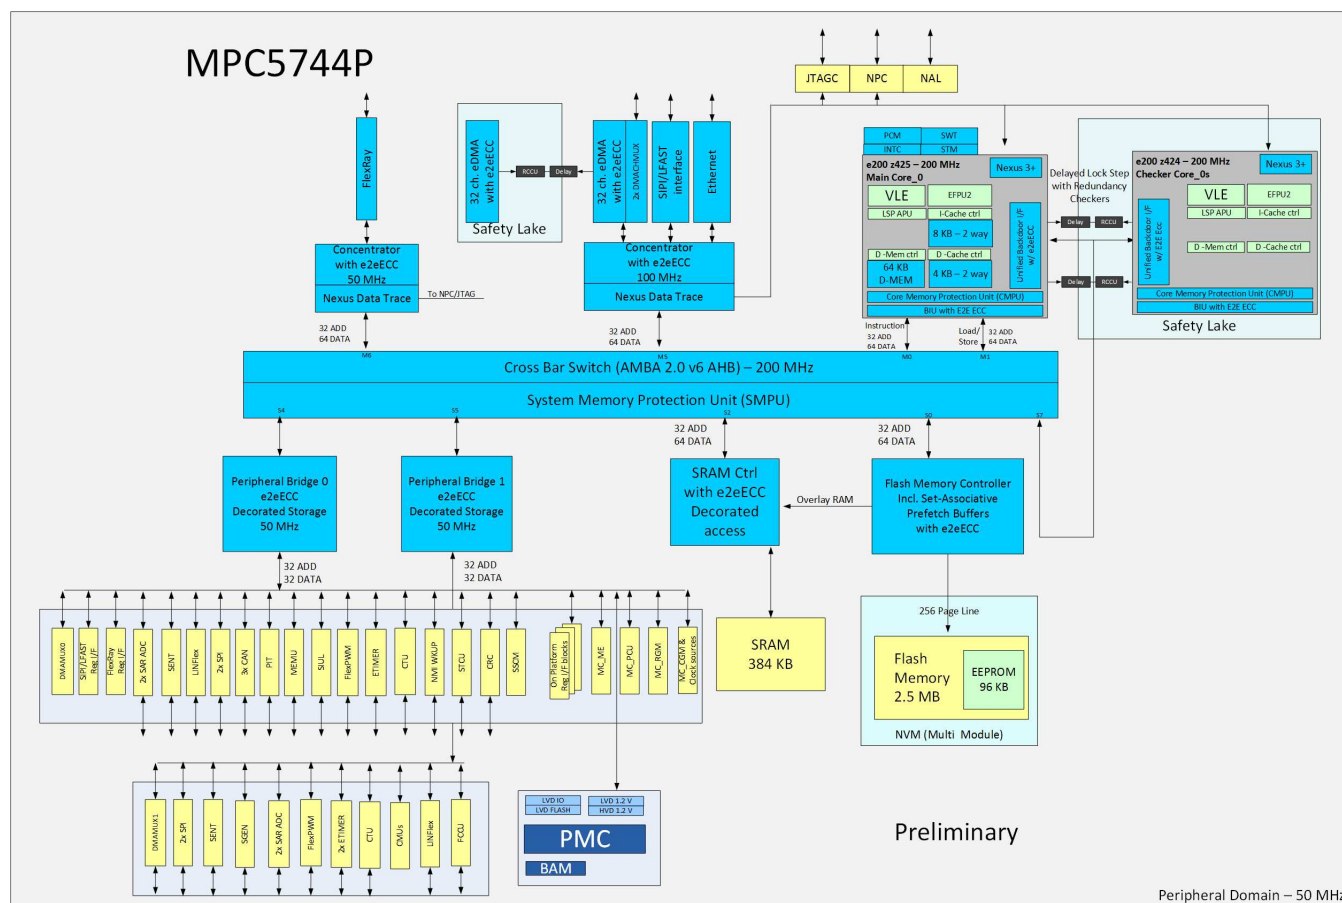 MPC5744P
JTAGC
NPC
NAL
FlexRay
32 ch. eDMA
with e2eECC
RCCU
Delay
Safety Lake
32 ch. eDMA
with e2eECC
2x DMACHMUX
SIPI/LFAST
interface
Ethernet
PCM
SWT
INTC
STM
e200 z425 – 200 MHz
Main Core_0
Nexus 3+
VLE
EFPU2
LSP APU
I-Cache ctrl
8 KB – 2 way
D -Mem ctrl
D -Cache ctrl
64 KB
D-MEM
4 KB – 2 way
Unified Backdoor I/F
w/ e2eECC
Core Memory Protection Unit (CMPU)
BIU with E2E ECC
Delayed Lock Step
with Redundancy
Checkers
Delay
RCCU
Delay
RCCU
e200 z424 – 200 MHz
Checker Core_0s
Nexus 3+
VLE
EFPU2
LSP APU
I-Cache ctrl
D -Mem ctrl
D -Cache ctrl
Unified Backdoor I/F
w/ E2E Ecc
Core Memory Protection Unit (CMPU)
BIU with E2E ECC
Safety Lake
Concentrator
with e2eECC
50 MHz
Nexus Data Trace
To NPC/JTAG
Concentrator
with e2eECC
100 MHz
Nexus Data Trace
32 ADD
64 DATA
M6
32 ADD
64 DATA
M5
Instruction
32 ADD
64 DATA
M0
Load/
Store
32 ADD
64 DATA
M1
Cross Bar Switch (AMBA 2.0 v6 AHB) – 200 MHz
System Memory Protection Unit (SMPU)
S4
S5
S2
S0
S7
32 ADD
64 DATA
32 ADD
64 DATA
Peripheral Bridge 0
e2eECC
Decorated Storage
50 MHz
Peripheral Bridge 1
e2eECC
Decorated Storage
50 MHz
SRAM Ctrl
with e2eECC
Decorated
access
Overlay RAM
Flash Memory Controller
Incl. Set-Associative
Prefetch Buffers
with e2eECC
32 ADD
32 DATA
32 ADD
32 DATA
DMAMUX0
SIPI/LFAST
Reg I/F
FlexRay
Reg I/F
2x SAR ADC
SENT
LINFlex
2x SPI
3x CAN
PIT
MEMU
SIUL
FlexPWM
ETIMER
CTU
NMI WKUP
STCU
CRC
SSCM
On Platform
Reg I/F blocks
MC_ME
MC_PCU
MC_RGM
MC_CGM &
Clock sources
SRAM
384 KB
256 Page Line
Flash
Memory
2.5 MB
EEPROM
96 KB
NVM (Multi Module)
DMAMUX1
2x SPI
SENT
SGEN
2x SAR ADC
FlexPWM
2x ETIMER
CTU
CMUs
LINFlex
FCCU
LVD IO
LVD 1.2 V
LVD FLASH
HVD 1.2 V
PMC
BAM
Preliminary
Peripheral Domain – 50 MHz